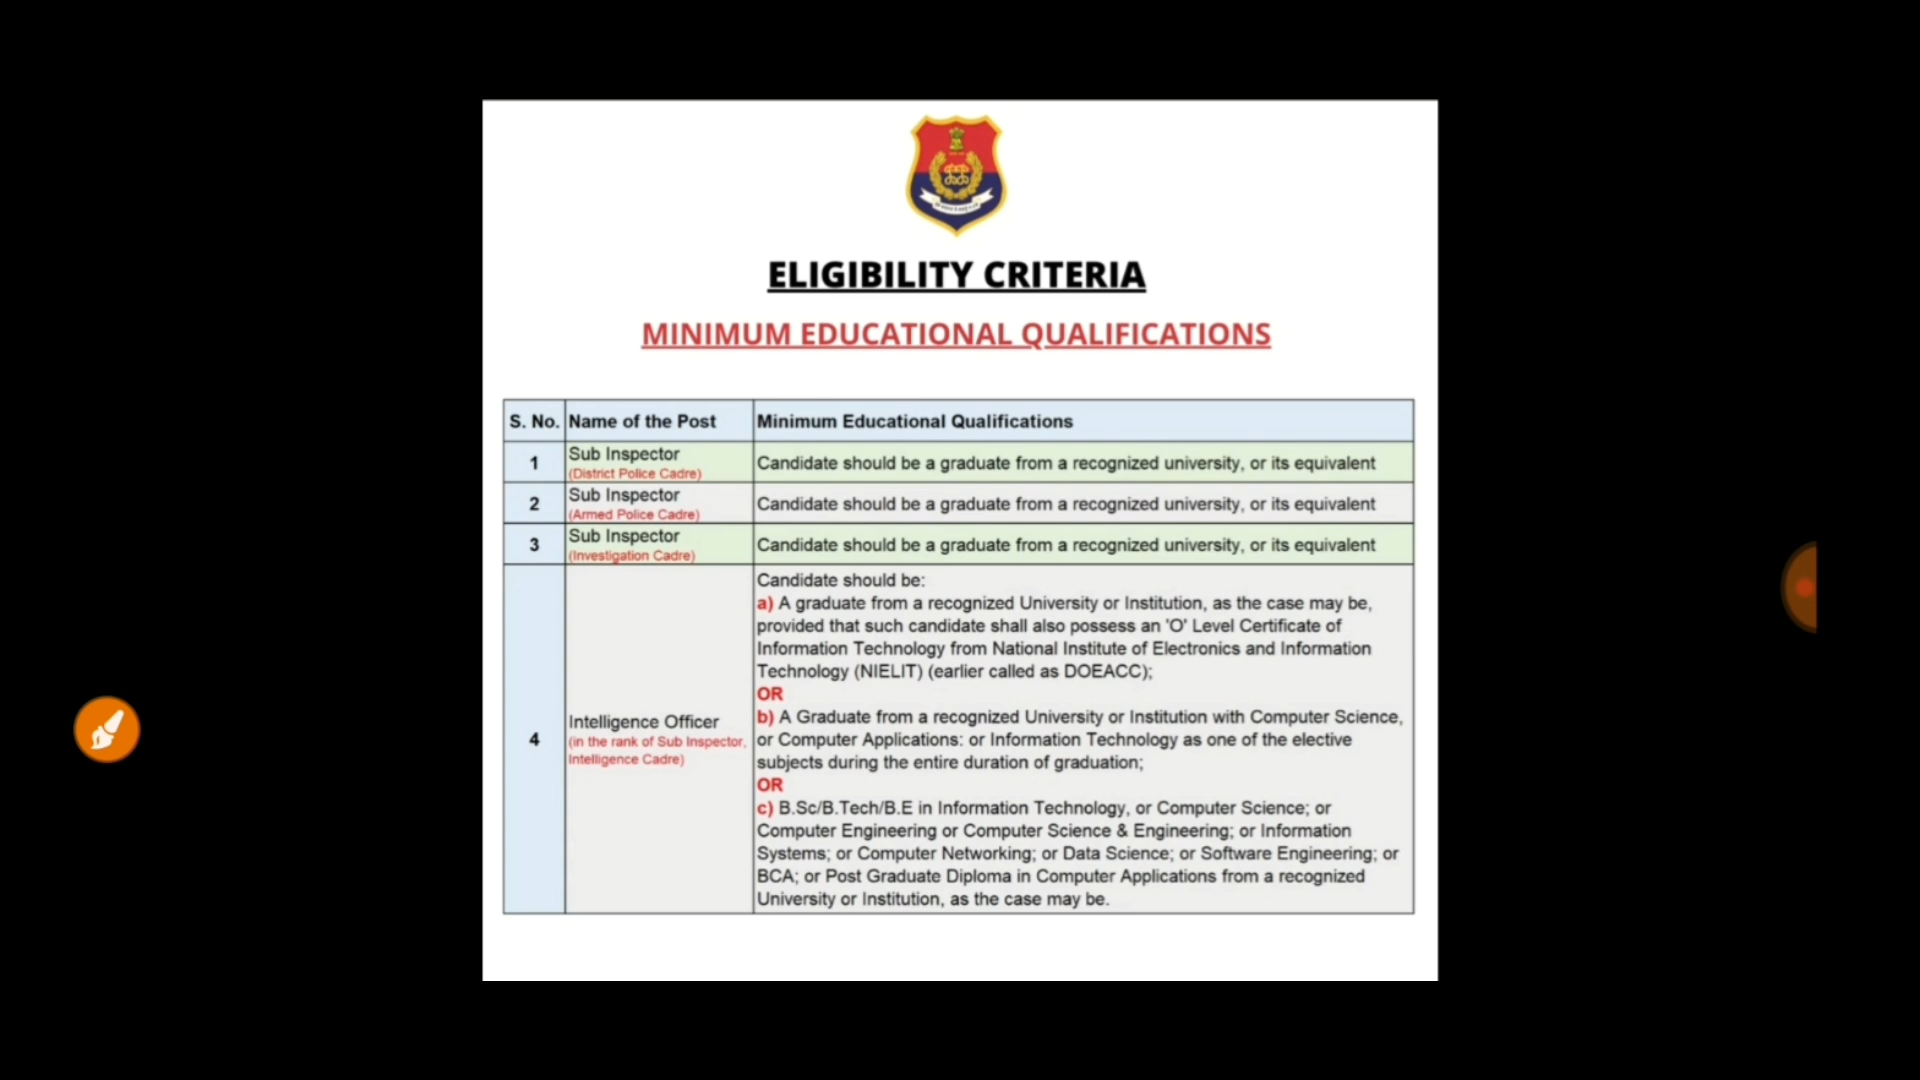 ELIGIBILITY CRITERIA
MINIMUM EDUCATIONAL QUALIFICATIONS
S. No. Name of the Post Minimum Educational Qualifications
1 Sub Inspector (District Police Cadre) Candidate should be a graduate from a recognized university, or its equivalent
2 Sub Inspector (Armed Police Cadre) Candidate should be a graduate from a recognized university, or its equivalent
3 Sub Inspector (Investigation Cadre) Candidate should be a graduate from a recognized university, or its equivalent
4
Intelligence Officer
(in the rank of Sub Inspector,
Intelligence Cadre)
Candidate should be:
a) A graduate from a recognized University or Institution, as the case may be,
provided that such candidate shall also possess an 'O' Level Certificate of
Information Technology from National Institute of Electronics and Information
Technology (NIELIT) (earlier called as DOEACC);
OR
b) A Graduate from a recognized University or Institution with Computer Science,
or Computer Applications: or Information Technology as one of the elective
subjects during the entire duration of graduation;
OR
c) B.Sc/B.Tech/B.E in Information Technology, or Computer Science; or
Computer Engineering or Computer Science & Engineering; or Information
Systems; or Computer Networking; or Data Science; or Software Engineering; or
BCA; or Post Graduate Diploma in Computer Applications from a recognized
University or Institution, as the case may be.